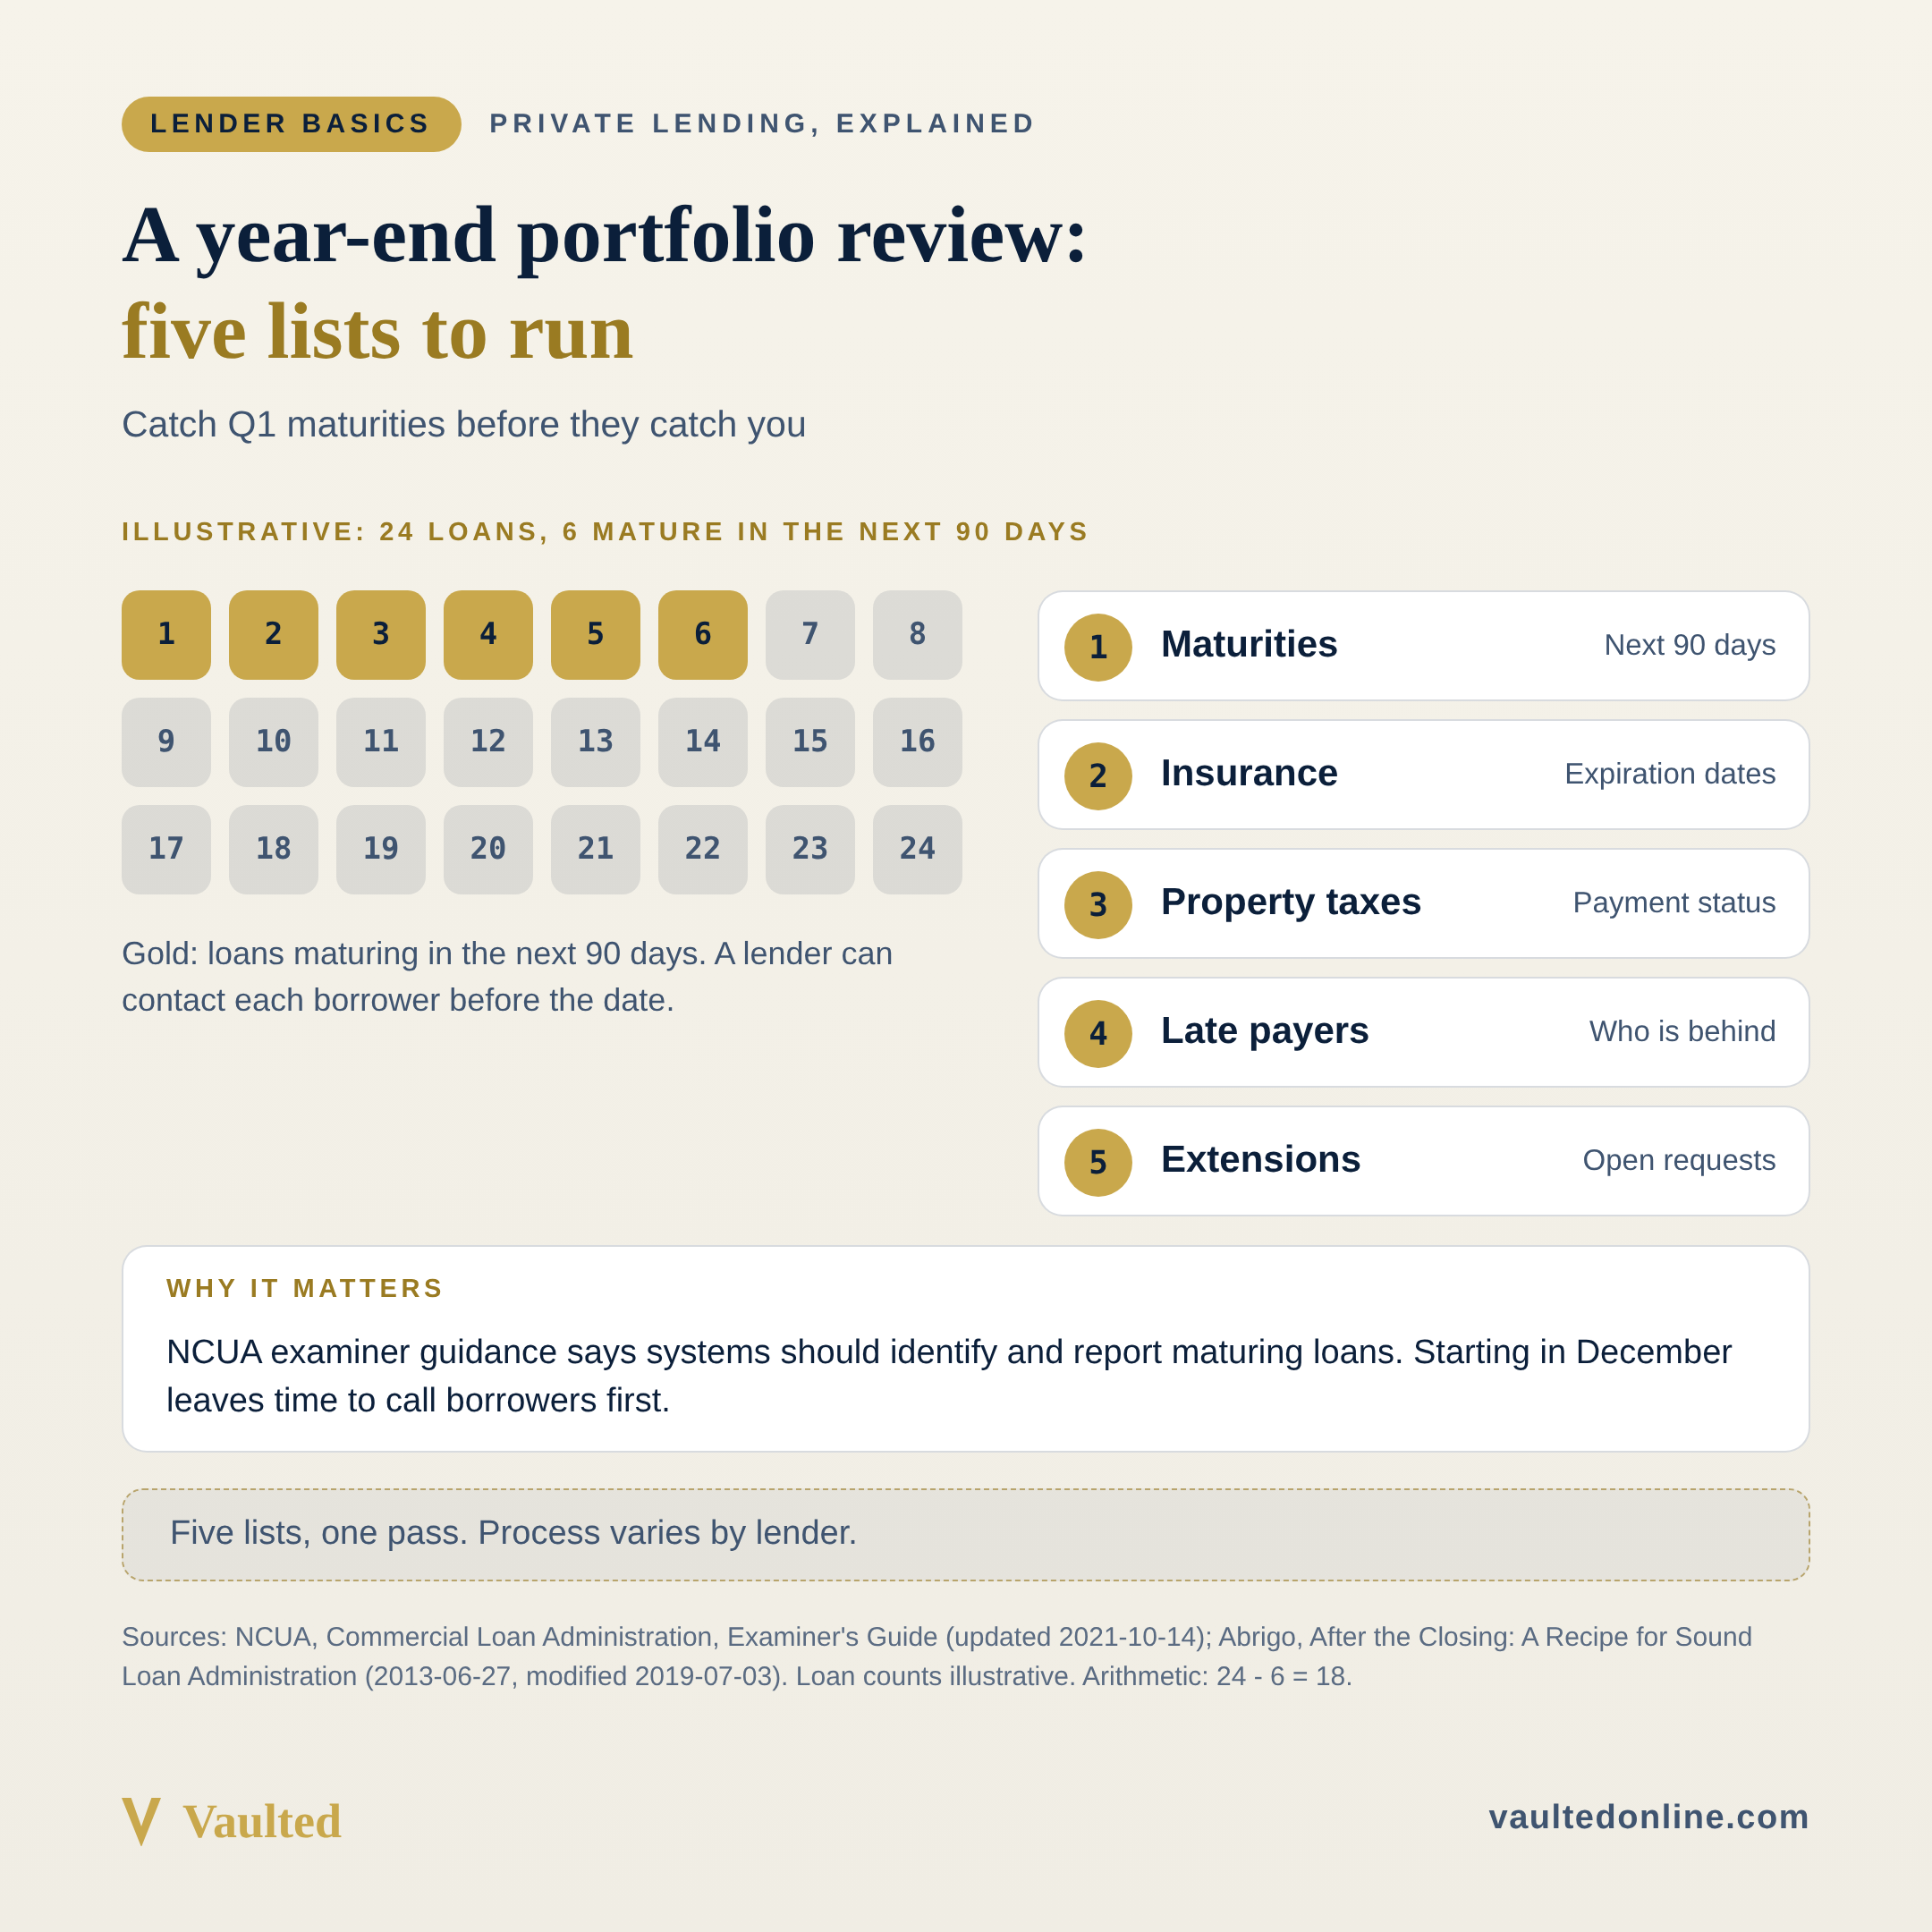 LENDER BASICS
PRIVATE LENDING, EXPLAINED
A year-end portfolio review:
five lists to run
Catch Q1 maturities before they catch you
ILLUSTRATIVE: 24 LOANS, 6 MATURE IN THE NEXT 90 DAYS
1 2 3 4 5 6 7 8
9 10 11 12 13 14 15 16
17 18 19 20 21 22 23 24
Gold: loans maturing in the next 90 days. A lender can
contact each borrower before the date.
1 Maturities Next 90 days
2 Insurance Expiration dates
3 Property taxes Payment status
4 Late payers Who is behind
5 Extensions Open requests
WHY IT MATTERS
NCUA examiner guidance says systems should identify and report maturing loans. Starting in December
leaves time to call borrowers first.
Five lists, one pass. Process varies by lender.
Sources: NCUA, Commercial Loan Administration, Examiner's Guide (updated 2021-10-14); Abrigo, After the Closing: A Recipe for Sound
Loan Administration (2013-06-27, modified 2019-07-03). Loan counts illustrative. Arithmetic: 24 - 6 = 18.
Vaulted
vaultedonline.com